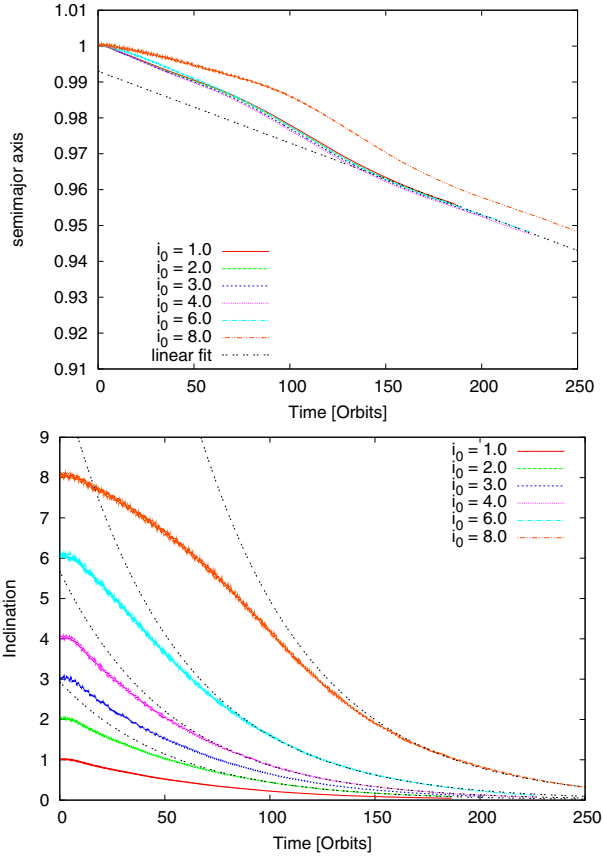 1.01
1
0.99
0.98
0.97
0.96
0.95
0.94
0.93
0.92
0.91
semimajor axis
i0 = 1.0
i0 = 2.0
i0 = 3.0
i0 = 4.0
i0 = 6.0
i0 = 8.0
linear fit
0 50 100 150 200 250
Time [Orbits]
9
8
7
6
5
4
3
2
1
0
Inclination
i0 = 1.0
i0 = 2.0
i0 = 3.0
i0 = 4.0
i0 = 6.0
i0 = 8.0
0 50 100 150 200 250
Time [Orbits]